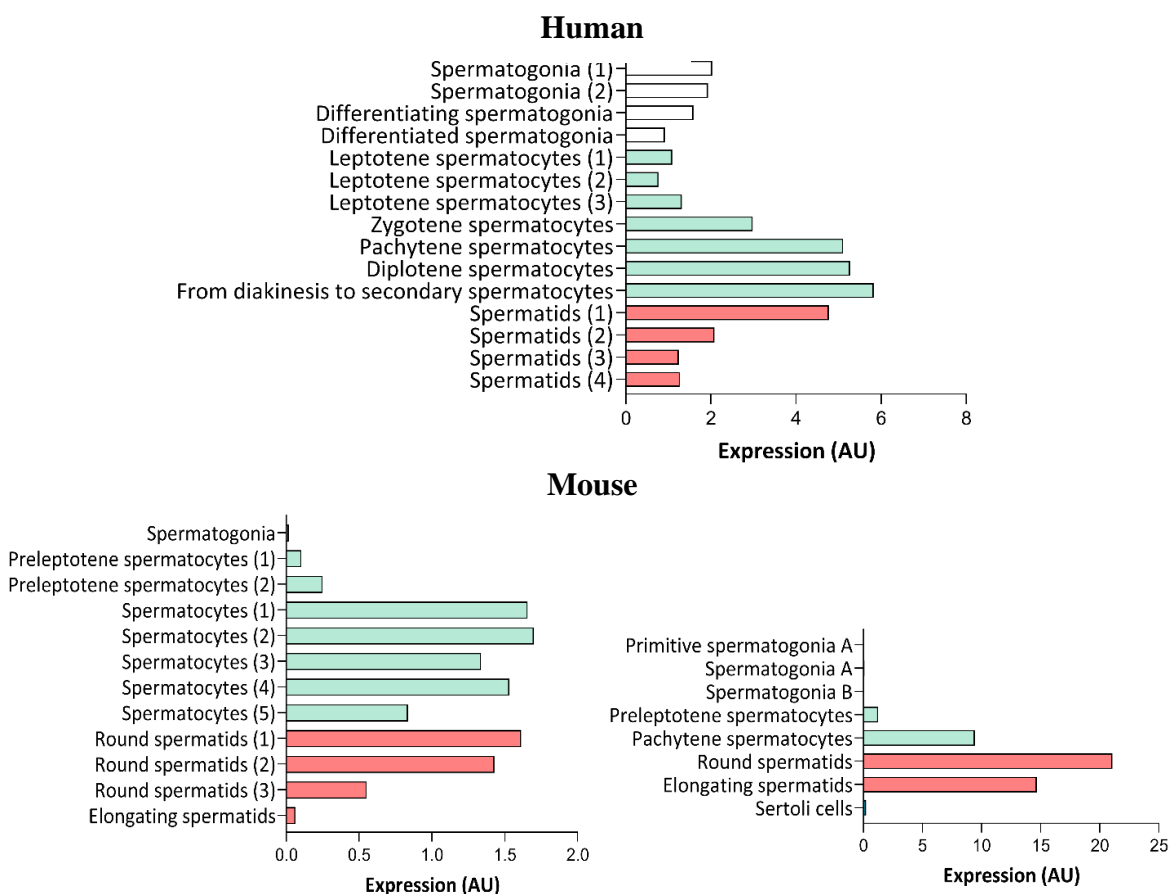 Human
Spermatogonia (1)
Spermatogonia (2)
Differentiating spermatogonia
Differentiated spermatogonia
Leptotene spermatocytes (1)
Leptotene spermatocytes (2)
Leptotene spermatocytes (3)
Zygotene spermatocytes
Pachytene spermatocytes
Diplotene spermatocytes
From diakinesis to secondary spermatocytes
Spermatids (1)
Spermatids (2)
Spermatids (3)
Spermatids (4)
0 2 4 6 8
Expression (AU)
Mouse
Spermatogonia
Preleptotene spermatocytes (1)
Preleptotene spermatocytes (2)
Spermatocytes (1)
Spermatocytes (2)
Spermatocytes (3)
Spermatocytes (4)
Spermatocytes (5)
Round spermatids (1)
Round spermatids (2)
Round spermatids (3)
Elongating spermatids
0.0 0.5 1.0 1.5 2.0
Expression (AU)
Primitive spermatogonia A
Spermatogonia A
Spermatogonia B
Preleptotene spermatocytes
Pachytene spermatocytes
Round spermatids
Elongating spermatids
Sertoli cells
0 5 10 15 20 25
Expression (AU)